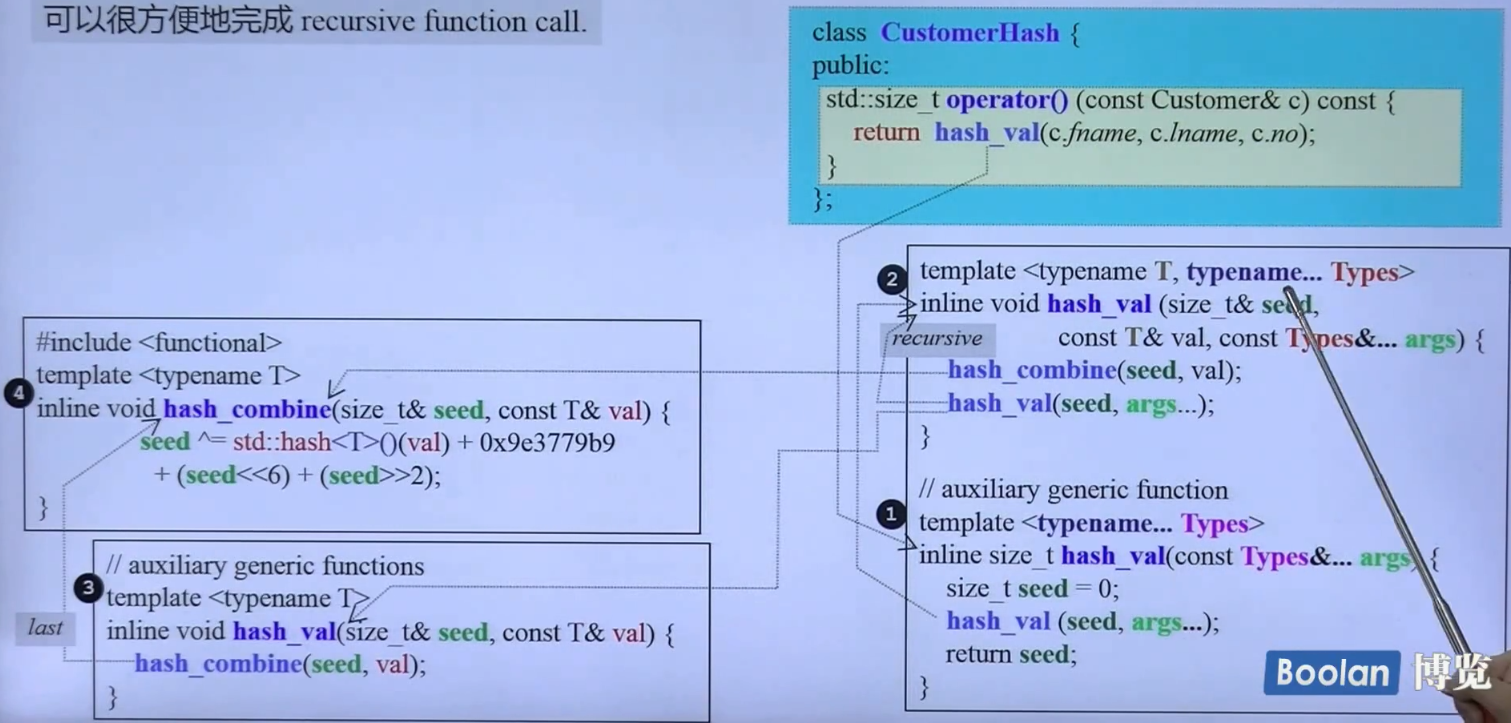 可以很方便地完成 recursive function call.
class CustomerHash {
public:
std::size_t operator() (const Customer& c) const {
return hash_val(c.fname, c.lname, c.no);
}
};
2
template <typename T, typename... Types>
inline void hash_val (size_t& seed,
const T& val, const Types&... args) {
recursive
hash_combine(seed, val);
hash_val(seed, args...);
}
// auxiliary generic function
1
template <typename... Types>
inline size_t hash_val(const Types&... args) {
size_t seed = 0;
hash_val (seed, args...);
return seed;
}
#include <functional>
template <typename T>
4
inline void hash_combine(size_t& seed, const T& val) {
seed ^= std::hash<T>()(val) + 0x9e3779b9
+ (seed<<6) + (seed>>2);
}
// auxiliary generic functions
3
template <typename T>
last
inline void hash_val(size_t& seed, const T& val) {
hash_combine(seed, val);
}
Boolan 博览